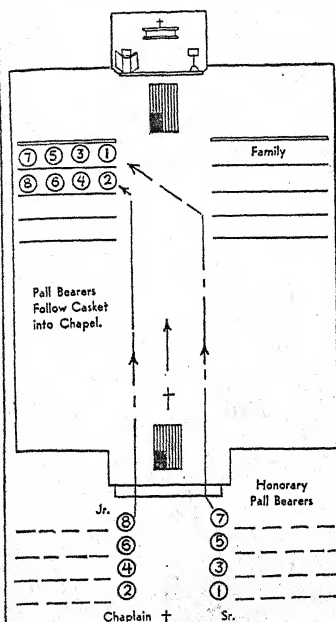 7 5 3 1
Family
8 6 4 2
Pall Bearers
Follow Casket
into Chapel.
Honorary
Pall Bearers
Jr.
8 7
6 5
4 3
2 1
Chaplain † Sr.